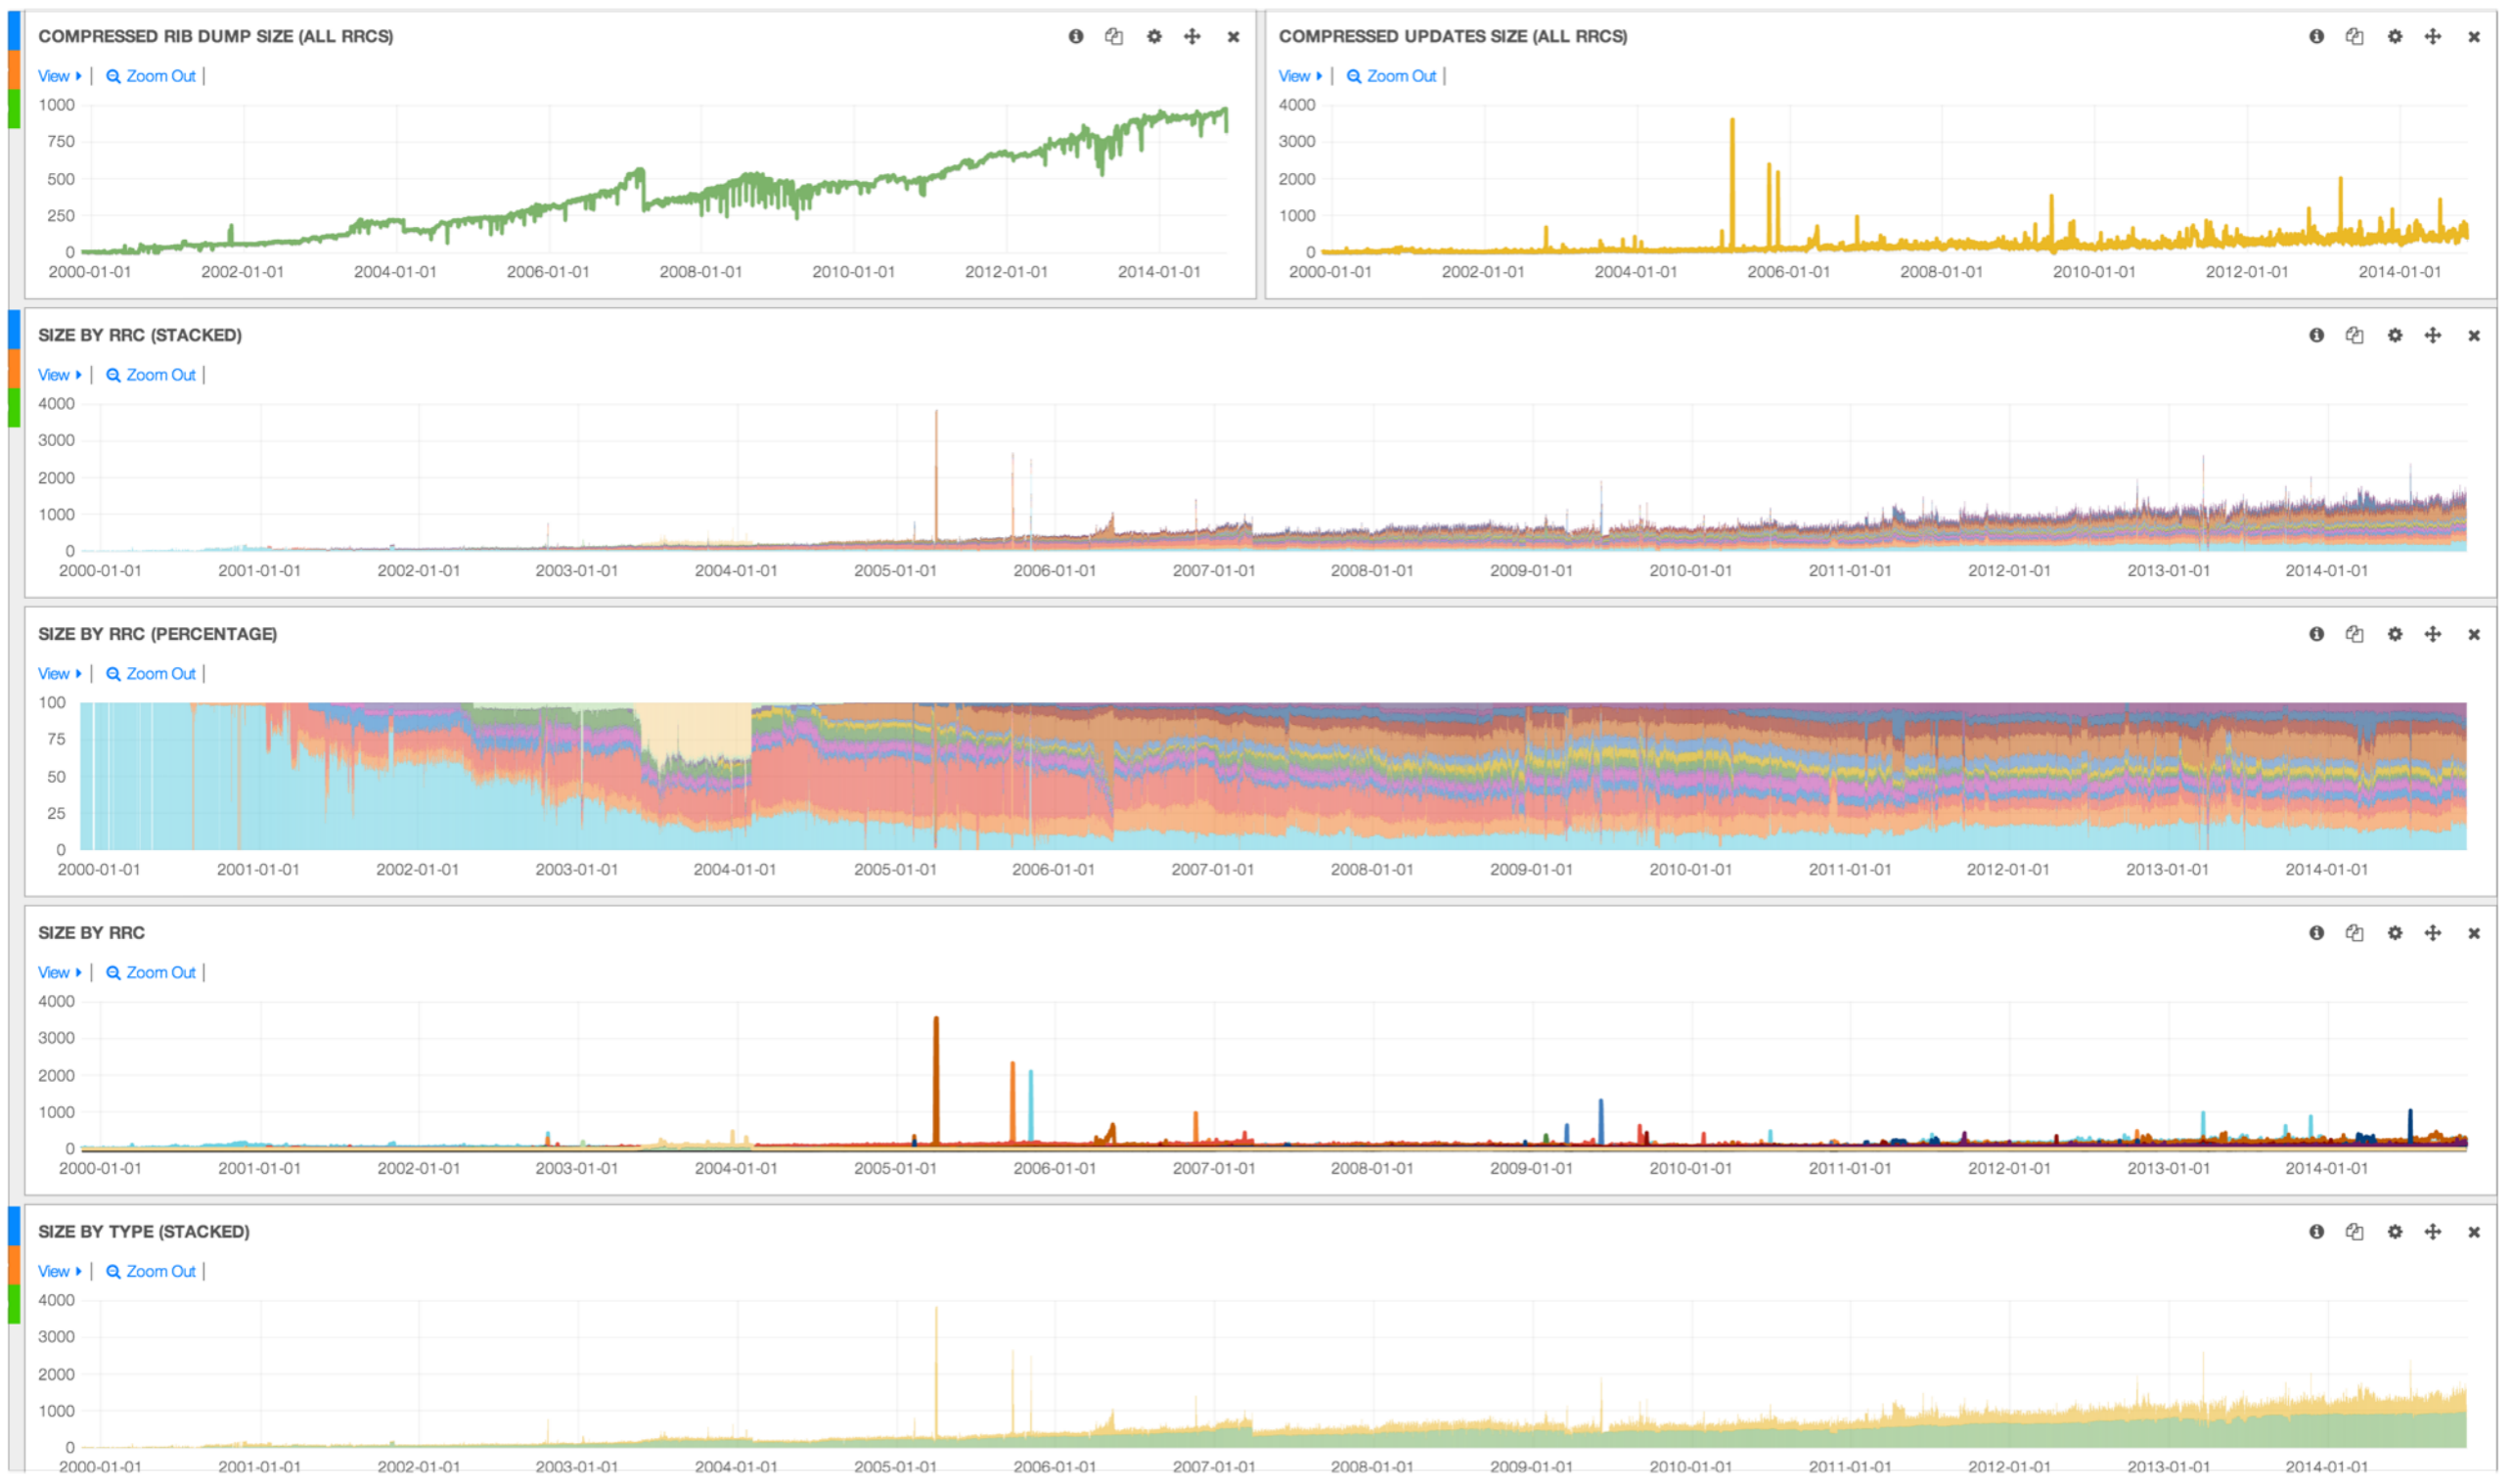 COMPRESSED RIB DUMP SIZE (ALL RRCS)
View | Zoom Out |
1000
750
500
250
0
2000-01-01 2002-01-01 2004-01-01 2006-01-01 2008-01-01 2010-01-01 2012-01-01 2014-01-01
COMPRESSED UPDATES SIZE (ALL RRCS)
View | Zoom Out |
4000
3000
2000
1000
0
2000-01-01 2002-01-01 2004-01-01 2006-01-01 2008-01-01 2010-01-01 2012-01-01 2014-01-01
SIZE BY RRC (STACKED)
View | Zoom Out |
4000
3000
2000
1000
0
2000-01-01 2001-01-01 2002-01-01 2003-01-01 2004-01-01 2005-01-01 2006-01-01 2007-01-01 2008-01-01 2009-01-01 2010-01-01 2011-01-01 2012-01-01 2013-01-01 2014-01-01
SIZE BY RRC (PERCENTAGE)
View | Zoom Out |
100
75
50
25
0
2000-01-01 2001-01-01 2002-01-01 2003-01-01 2004-01-01 2005-01-01 2006-01-01 2007-01-01 2008-01-01 2009-01-01 2010-01-01 2011-01-01 2012-01-01 2013-01-01 2014-01-01
SIZE BY RRC
View | Zoom Out |
4000
3000
2000
1000
0
2000-01-01 2001-01-01 2002-01-01 2003-01-01 2004-01-01 2005-01-01 2006-01-01 2007-01-01 2008-01-01 2009-01-01 2010-01-01 2011-01-01 2012-01-01 2013-01-01 2014-01-01
SIZE BY TYPE (STACKED)
View | Zoom Out |
4000
3000
2000
1000
0
2000-01-01 2001-01-01 2002-01-01 2003-01-01 2004-01-01 2005-01-01 2006-01-01 2007-01-01 2008-01-01 2009-01-01 2010-01-01 2011-01-01 2012-01-01 2013-01-01 2014-01-01